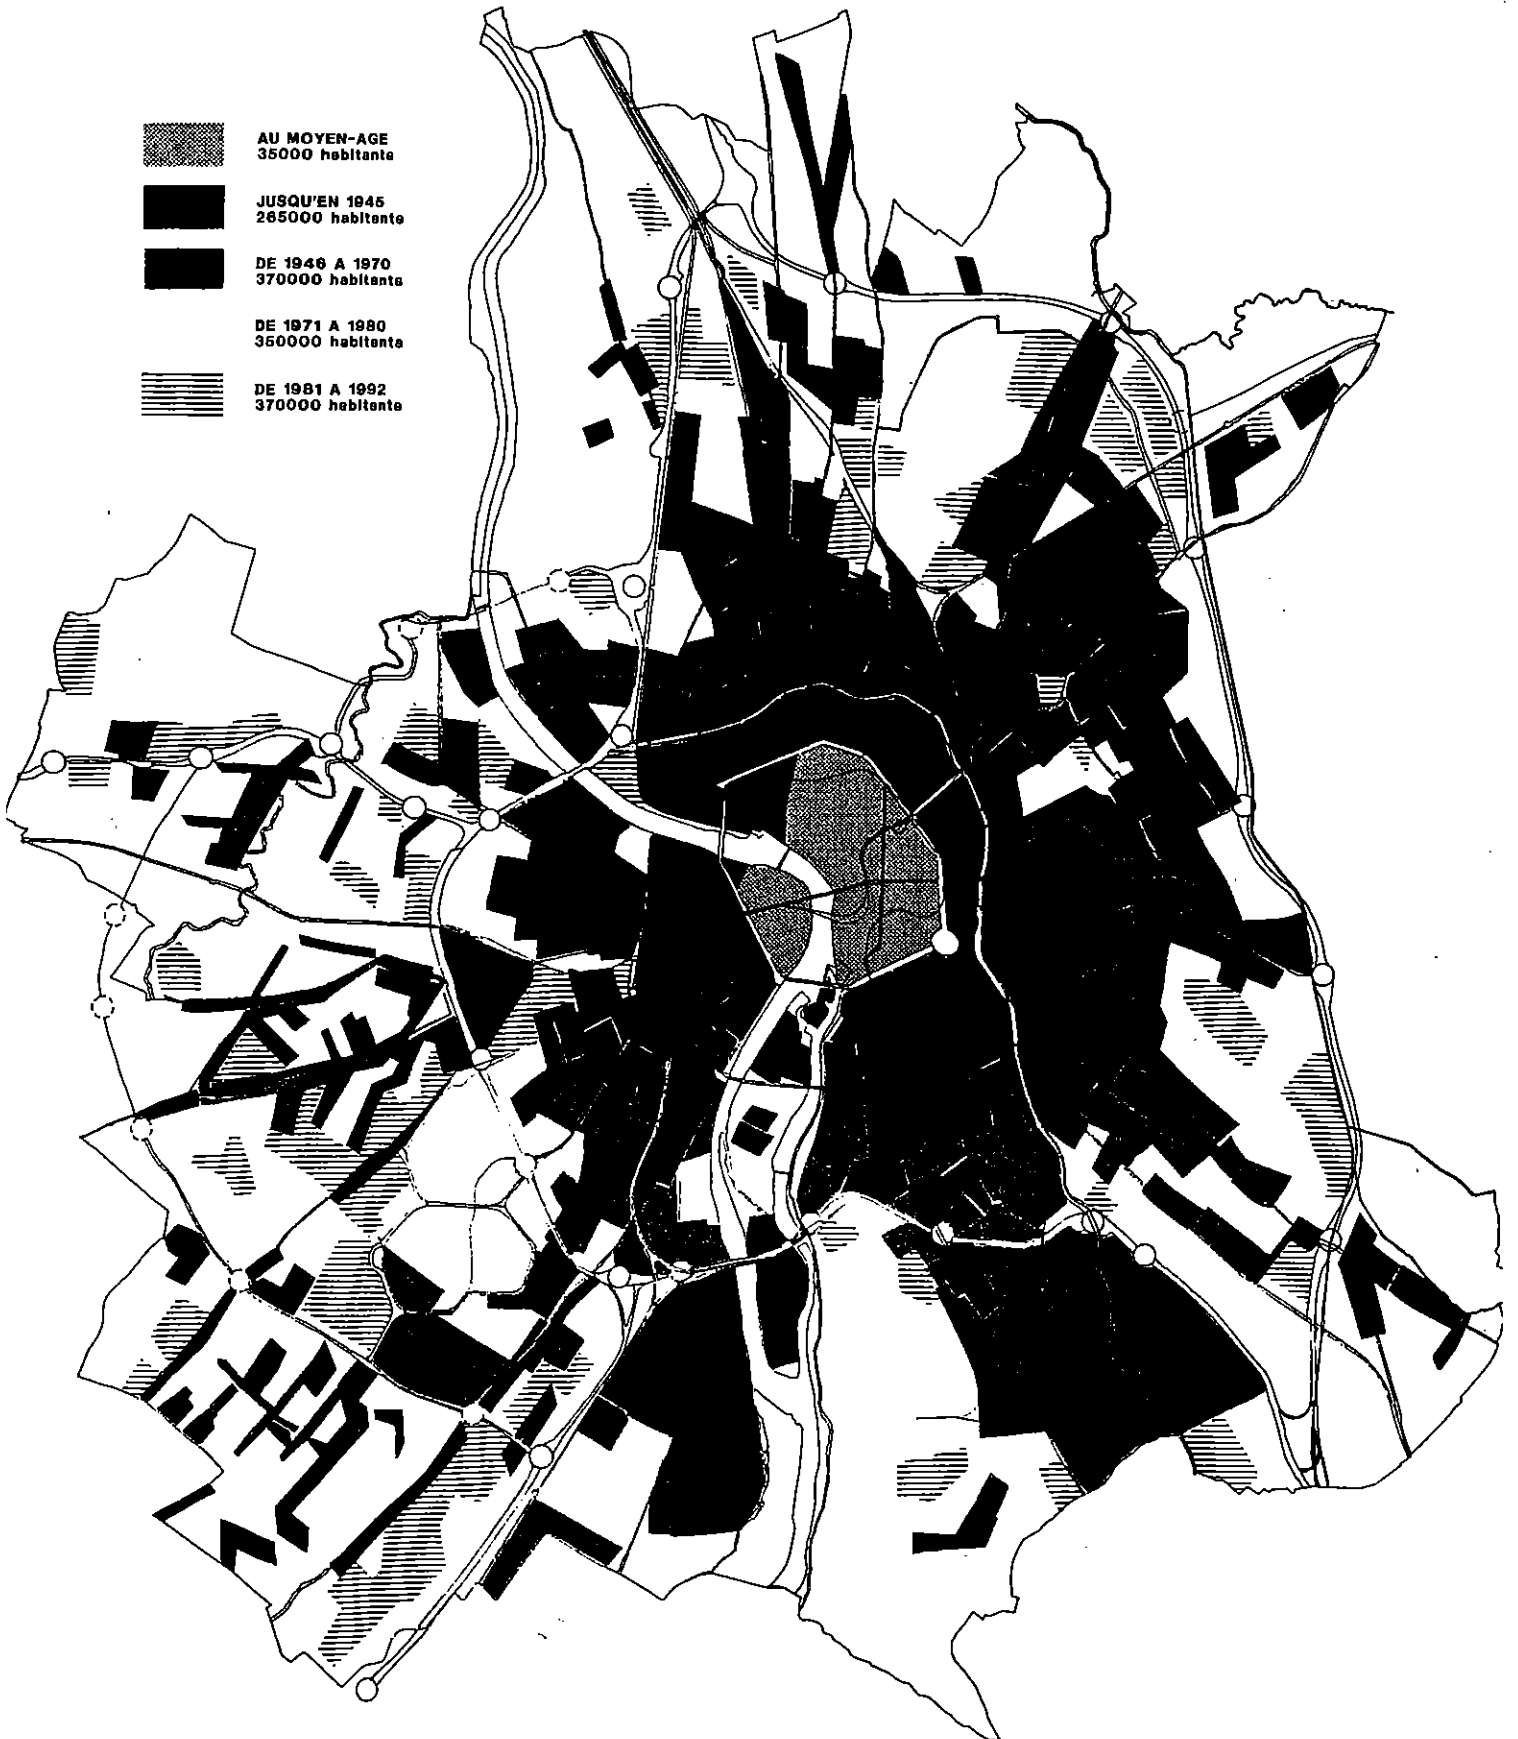 AU MOYEN-AGE
35000 habitants
JUSQU'EN 1945
265000 habitants
DE 1946 A 1970
370000 habitants
DE 1971 A 1980
350000 habitants
DE 1981 A 1992
370000 habitants